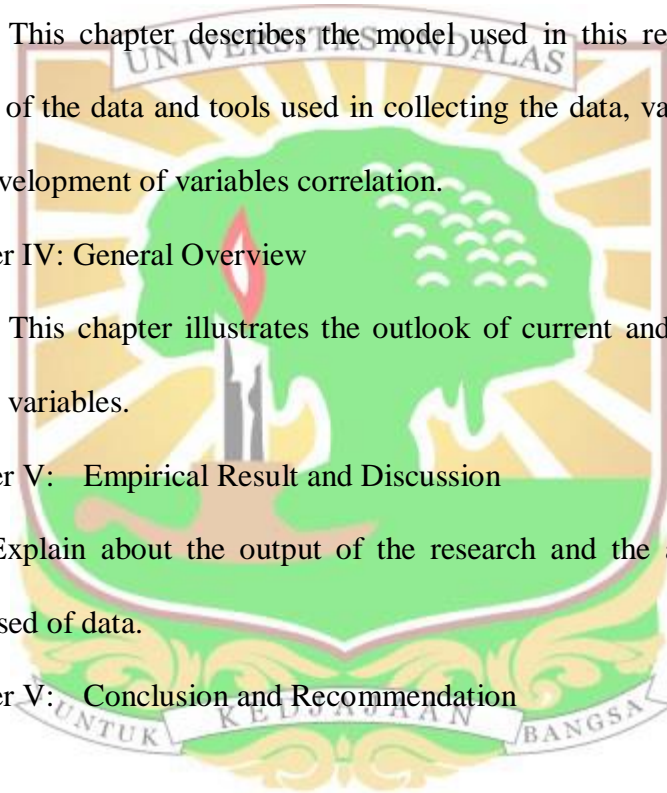 This chapter describes the model used in this re
UNIVERSITAS ANDALAS
of the data and tools used in collecting the data, va
velopment of variables correlation.
er IV: General Overview
This chapter illustrates the outlook of current and
variables.
er V: Empirical Result and Discussion
Explain about the output of the research and the
sed of data.
er V: Conclusion and Recommendation
UNTUK KEDJAJAAN BANGSA